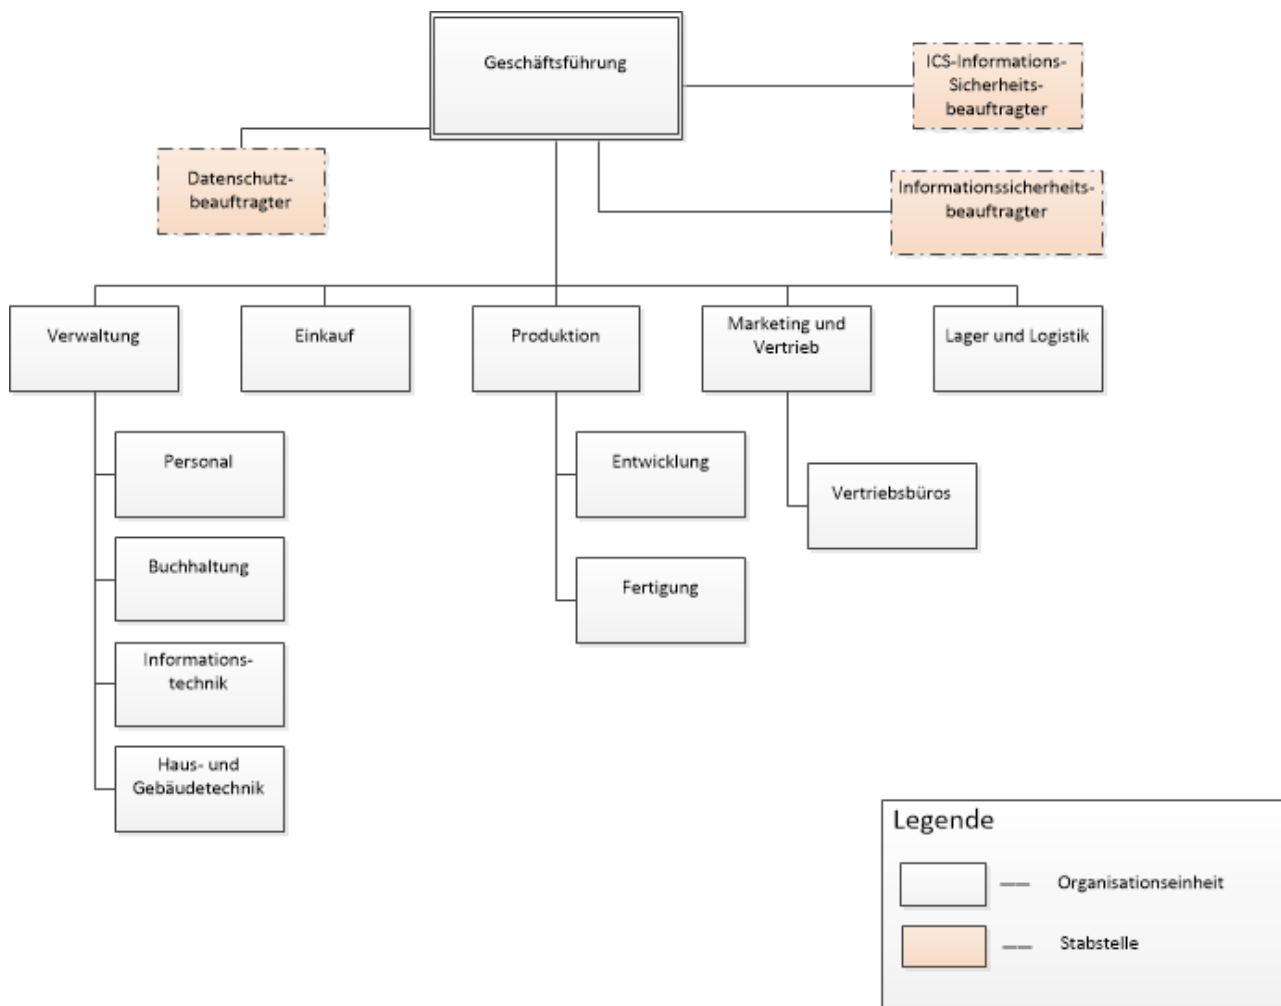 Geschäftsführung
ICS-Informations-
Sicherheits-
beauftragter
Datenschutz-
beauftragter
Informationssicherheits-
beauftragter
Verwaltung
Einkauf
Produktion
Marketing und
Vertrieb
Lager und Logistik
Personal
Buchhaltung
Informations-
technik
Haus- und
Gebäudetechnik
Entwicklung
Fertigung
Vertriebsbüros
Legende
Organisationseinheit
Stabstelle